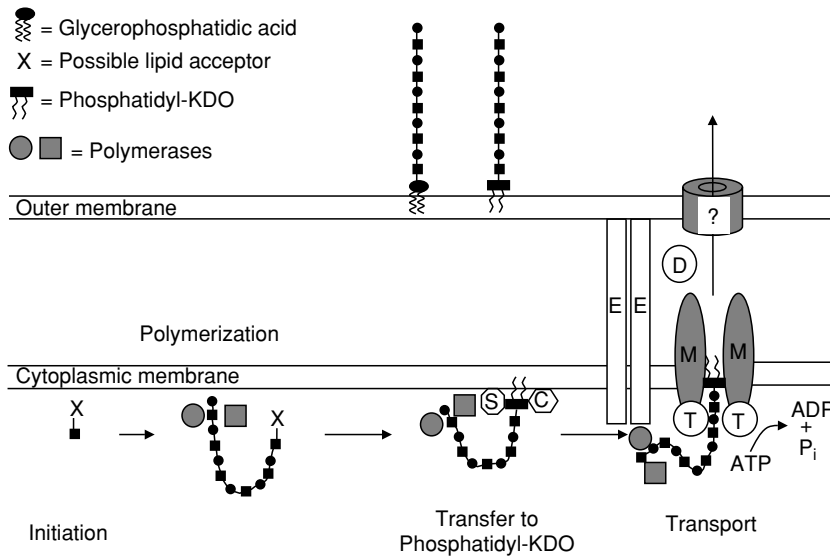 = Glycerophosphatidic acid
X = Possible lipid acceptor
= Phosphatidyl-KDO
= Polymerases
Outer membrane
?
D
E E
Polymerization
M M
Cytoplasmic membrane
X
S C
X
T T
ADP
+
Pi
ATP
Initiation
Transfer to
Phosphatidyl-KDO
Transport